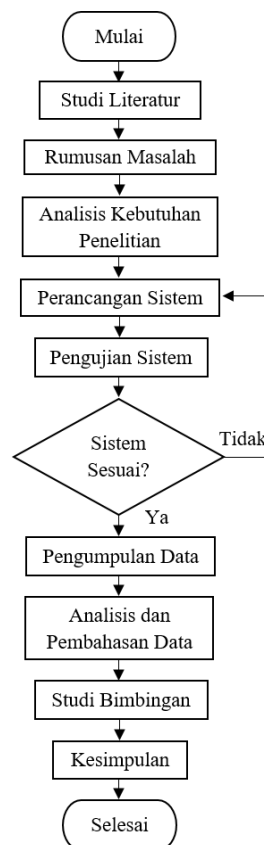 Mulai
Studi Literatur
Rumusan Masalah
Analisis Kebutuhan
Penelitian
Perancangan Sistem
Pengujian Sistem
Sistem
Sesuai?
Tidak
Ya
Pengumpulan Data
Analisis dan
Pembahasan Data
Studi Bimbingan
Kesimpulan
Selesai